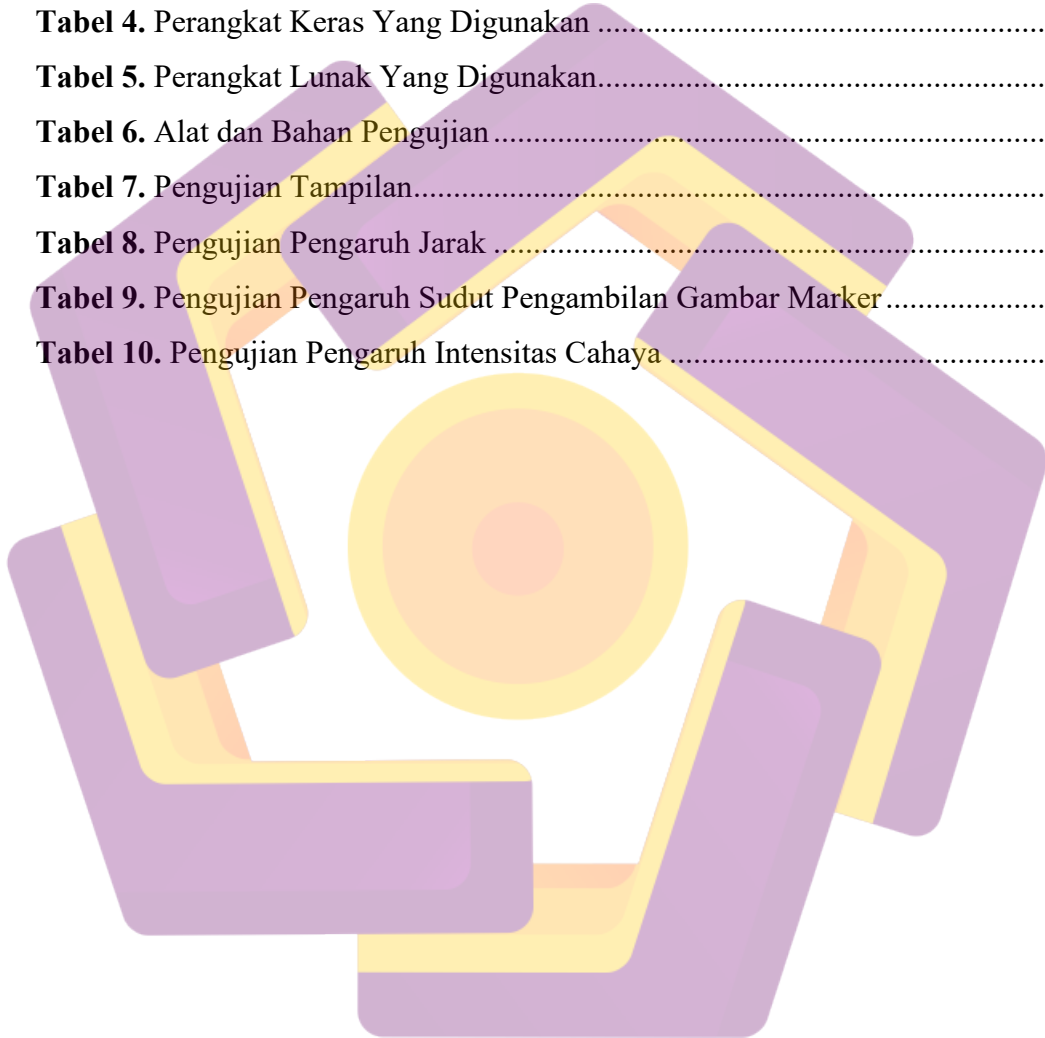 Tabel 4. Perangkat Keras Yang Digunakan ........................................................
Tabel 5. Perangkat Lunak Yang Digunakan........................................................
Tabel 6. Alat dan Bahan Pengujian .....................................................................
Tabel 7. Pengujian Tampilan...............................................................................
Tabel 8. Pengujian Pengaruh Jarak .....................................................................
Tabel 9. Pengujian Pengaruh Sudut Pengambilan Gambar Marker....................
Tabel 10. Pengujian Pengaruh Intensitas Cahaya ...............................................